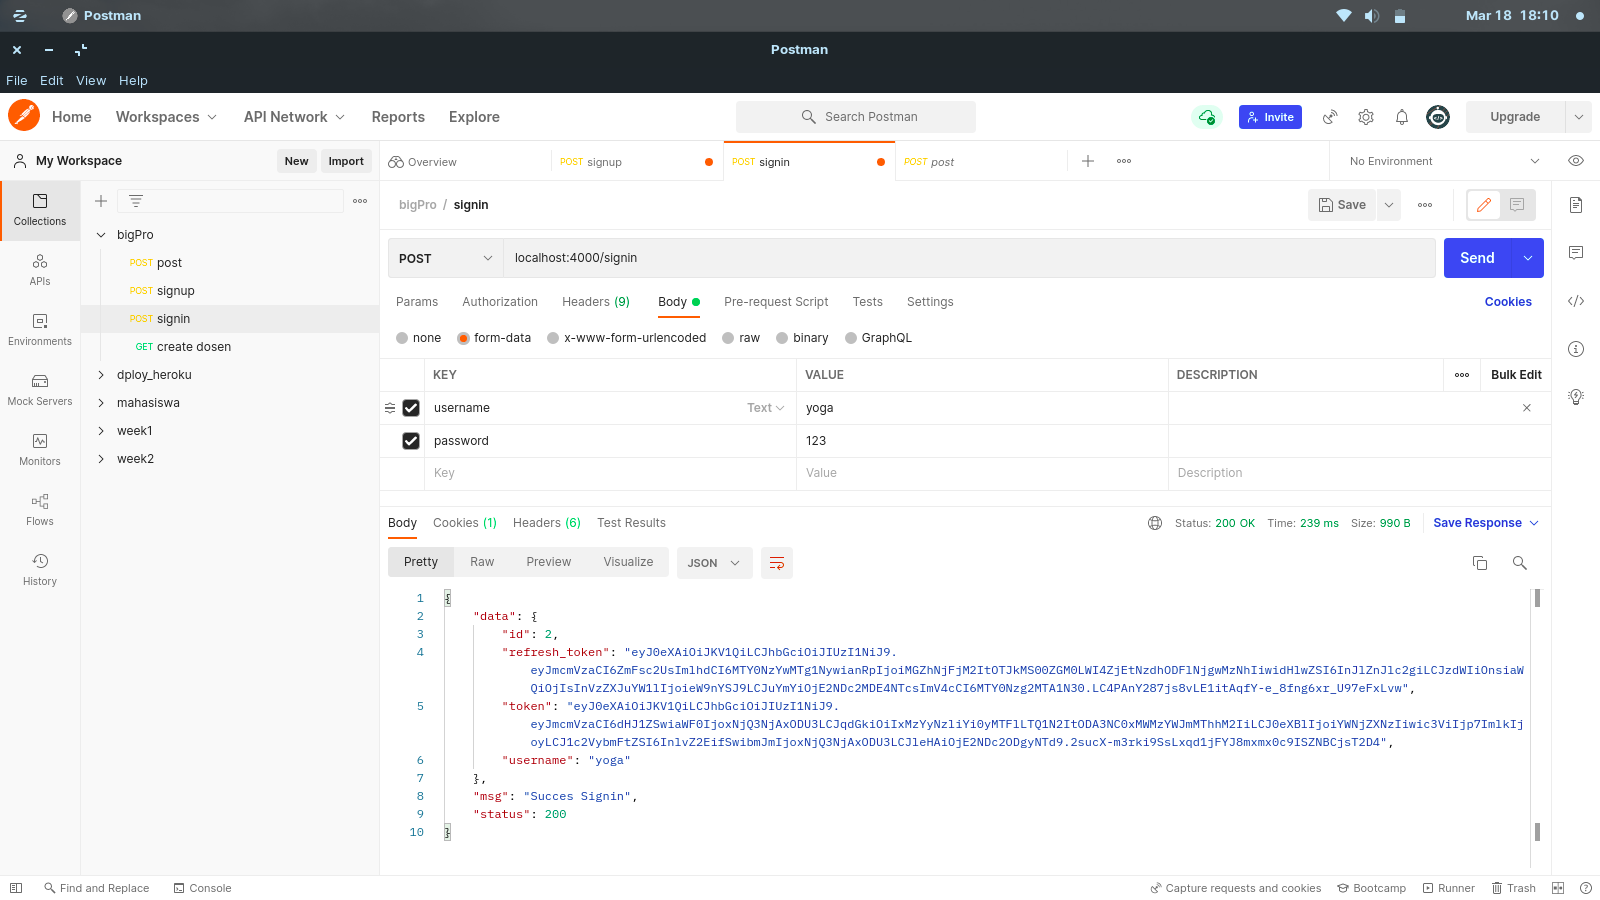 Postman
Mar 18 18:10
Postman
File Edit View Help
Home Workspaces API Network Reports Explore
Search Postman
Invite
Upgrade
My Workspace
New Import
Overview
POST signup
POST signin
POST post
No Environment
Collections
APIs
Environments
Mock Servers
Monitors
Flows
History
bigPro
POST post
POST signup
POST signin
GET create dosen
dploy_heroku
mahasiswa
week1
week2
bigPro / signin
Save
POST localhost:4000/signin
Send
Params Authorization Headers (9) Body Pre-request Script Tests Settings
Cookies
none form-data x-www-form-urlencoded raw binary GraphQL
KEY VALUE DESCRIPTION Bulk Edit
username Text yoga
password 123
Key Value Description
Body Cookies (1) Headers (6) Test Results
Status: 200 OK Time: 239 ms Size: 990 B Save Response
Pretty Raw Preview Visualize JSON
1 {
2 "data": {
3 "id": 2,
4 "refresh_token": "eyJ0eXAiOiJKV1QiLCJhbGciOiJIUzI1NiJ9.
eyJmcmVzaCI6ZmFsc2UsImlhdCI6MTY0NzYwMTg1NywianRpIjoiMGZhNjFjM2ItOTJkMS00ZGM0LWI4ZjEtNzdhODFlNjgwMzNhIiwidHlwZSI6InJlZnJlc2giLCJzdWIiOnsiaW
QiOjIsInVzZXJuYW1lIjoieW9nYSJ9LCJuYmYiOjE2NDc2MDE4NTcsImV4cCI6MTY0Nzg2MTA1N30.LC4PAnY287js8vLE1itAqfY-e_8fng6xr_U97eFxLvw",
5 "token": "eyJ0eXAiOiJKV1QiLCJhbGciOiJIUzI1NiJ9.
eyJmcmVzaCI6dHJ1ZSwiaWF0IjoxNjQ3NjAxODU3LCJqdGkiOiIxMzYyNzliYi0yMTFlLTQ1N2ItODA3NC0xMWMzYWJmMThhM2IiLCJ0eXBlIjoiYWNjZXNzIiwic3ViIjp7ImlkIj
oyLCJ1c2VybmFtZSI6InlvZ2EifSwibmJmIjoxNjQ3NjAxODU3LCJleHAiOjE2NDc2ODgyNTd9.2sucX-m3rki9SsLxqd1jFYJ8mxmx0c9ISZNBCjsT2D4",
6 "username": "yoga"
7 },
8 "msg": "Succes Signin",
9 "status": 200
10 }
Find and Replace Console
Capture requests and cookies Bootcamp Runner Trash